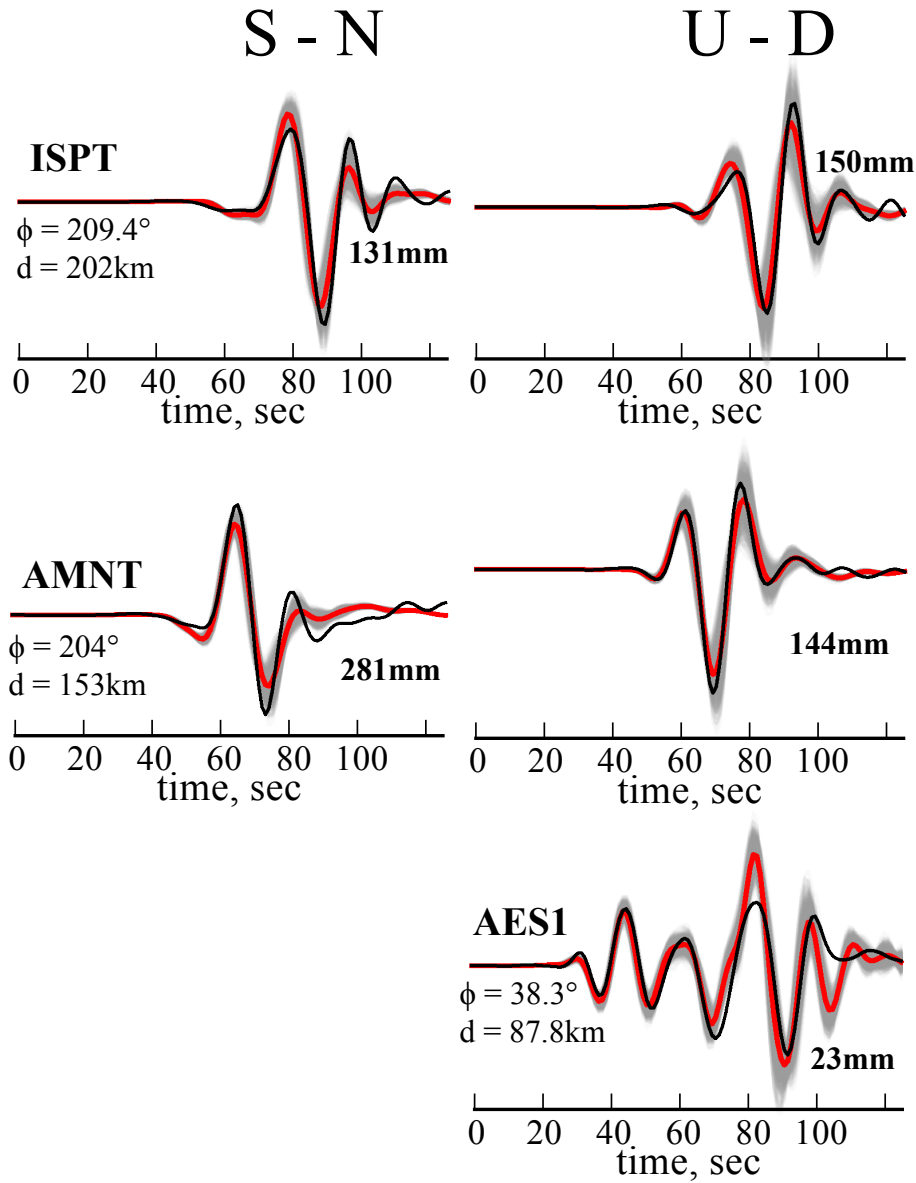 S - N
U - D
ISPT
ϕ = 209.4°
d = 202km
131mm
150mm
0 20 40 60 80 100
time, sec
0 20 40 60 80 100
time, sec
AMNT
ϕ = 204°
d = 153km
281mm
144mm
0 20 40 60 80 100
time, sec
0 20 40 60 80 100
time, sec
AES1
ϕ = 38.3°
d = 87.8km
23mm
0 20 40 60 80 100
time, sec